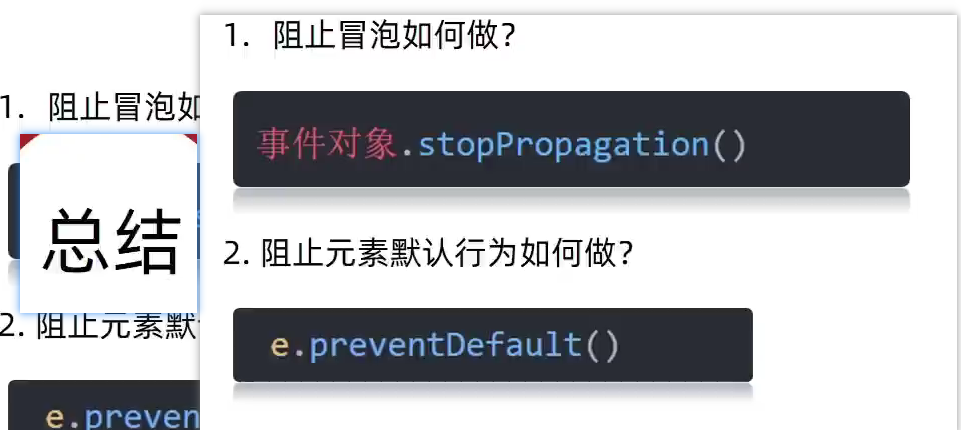 1. 阻止冒泡如何做？
事件对象.stopPropagation()
2. 阻止元素默认行为如何做？
e.preventDefault()
1. 阻止冒泡如
总结
2. 阻止元素默
e.preven